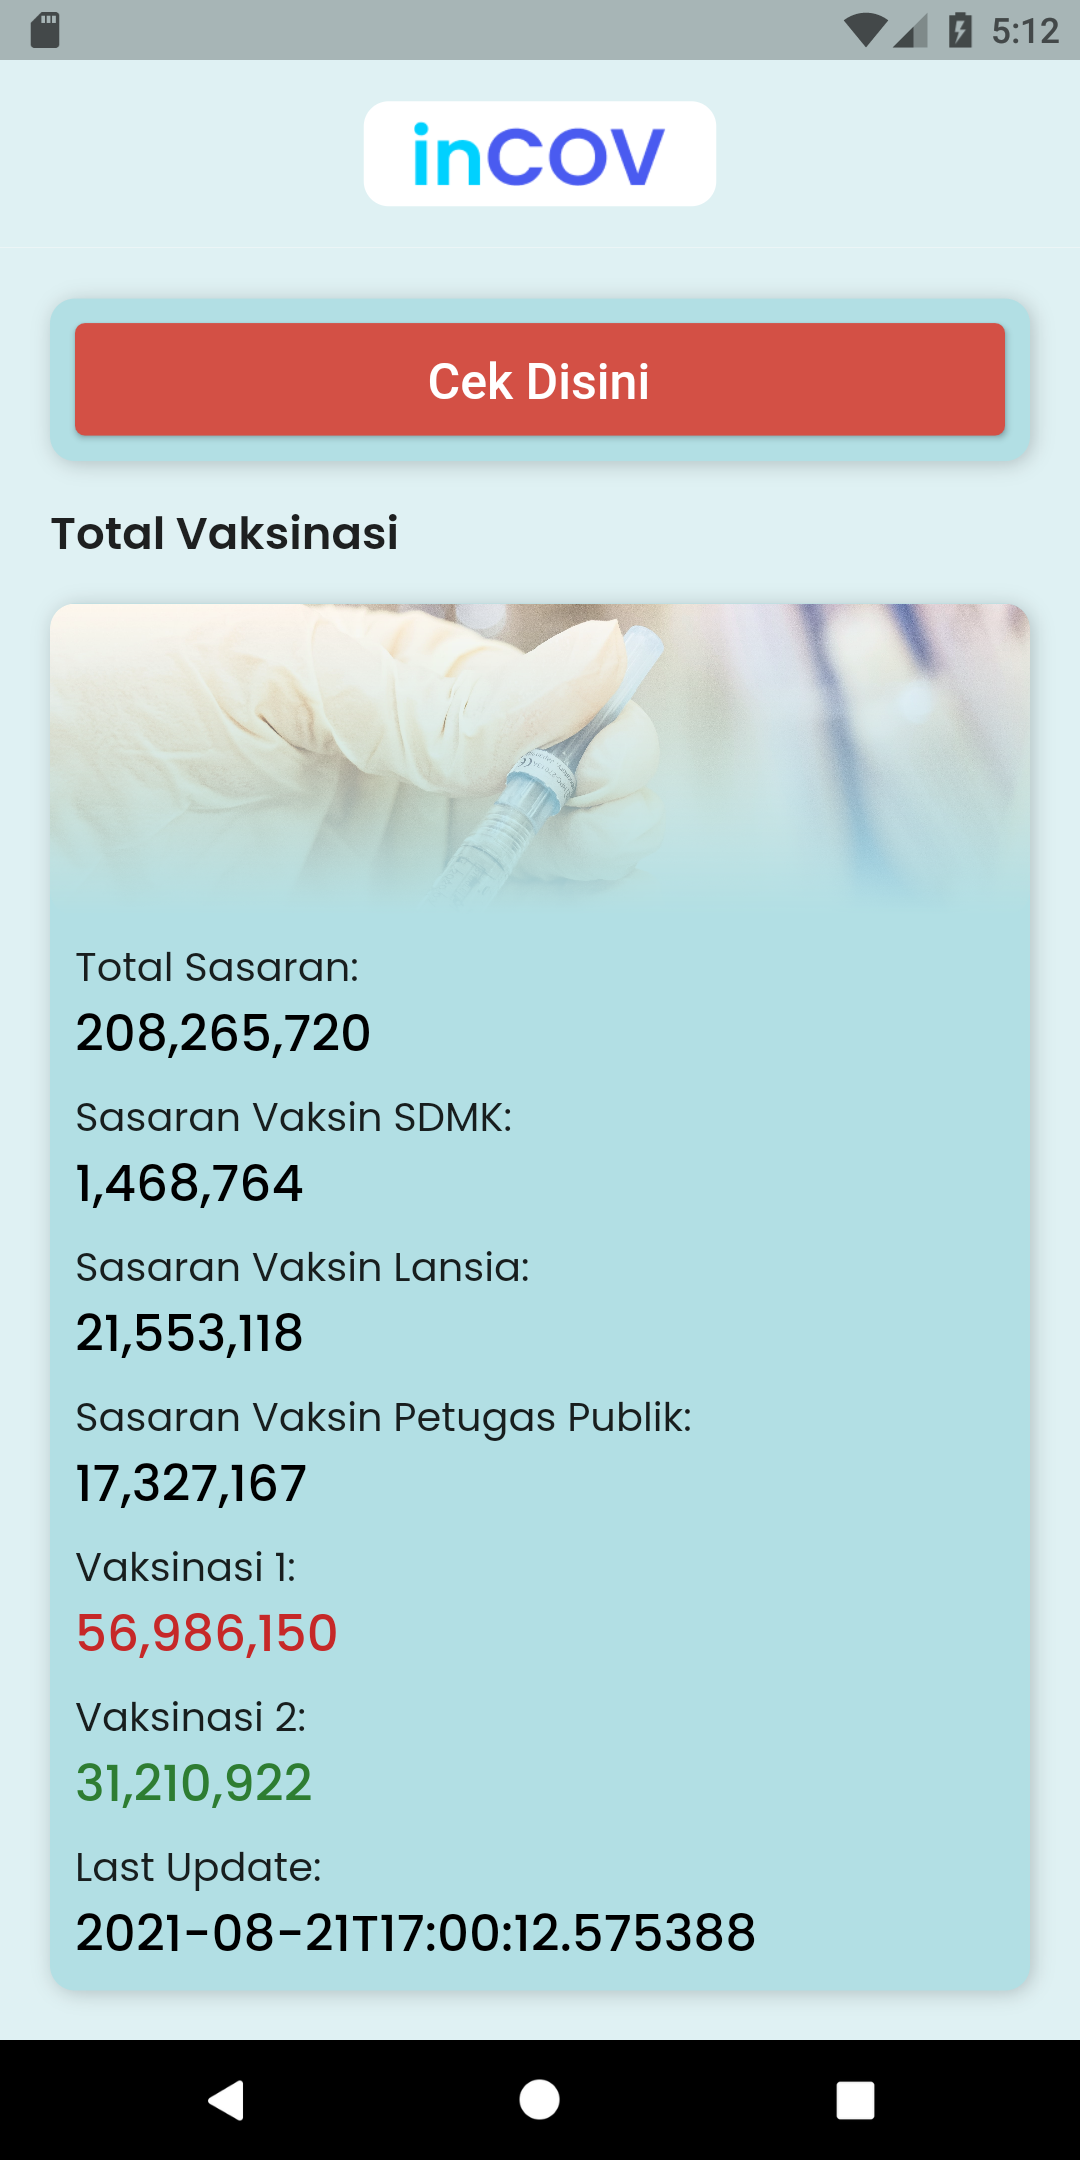 5:12
inCOV
Cek Disini
Total Vaksinasi
Total Sasaran:
208,265,720
Sasaran Vaksin SDMK:
1,468,764
Sasaran Vaksin Lansia:
21,553,118
Sasaran Vaksin Petugas Publik:
17,327,167
Vaksinasi 1:
56,986,150
Vaksinasi 2:
31,210,922
Last Update:
2021-08-21T17:00:12.575388